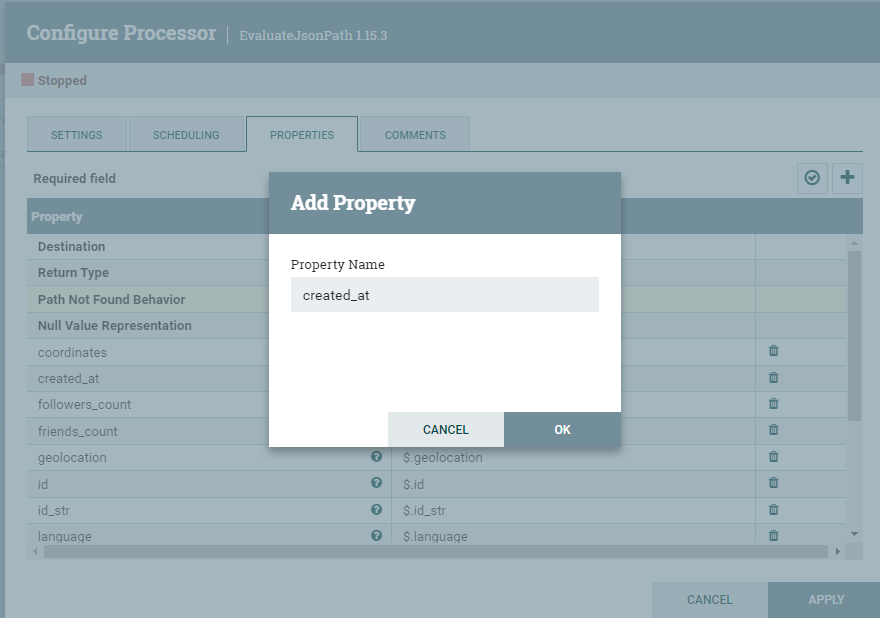 Configure Processor | EvaluateJsonPath 1.15.3
Stopped
SETTINGS SCHEDULING PROPERTIES COMMENTS
Required field
Add Property
Property
Property Name
created_at
Destination
Return Type
Path Not Found Behavior
Null Value Representation
coordinates
created_at
followers_count
friends_count
CANCEL OK
geolocation $.geolocation
id $.id
id_str $.id_str
language $.language
CANCEL APPLY